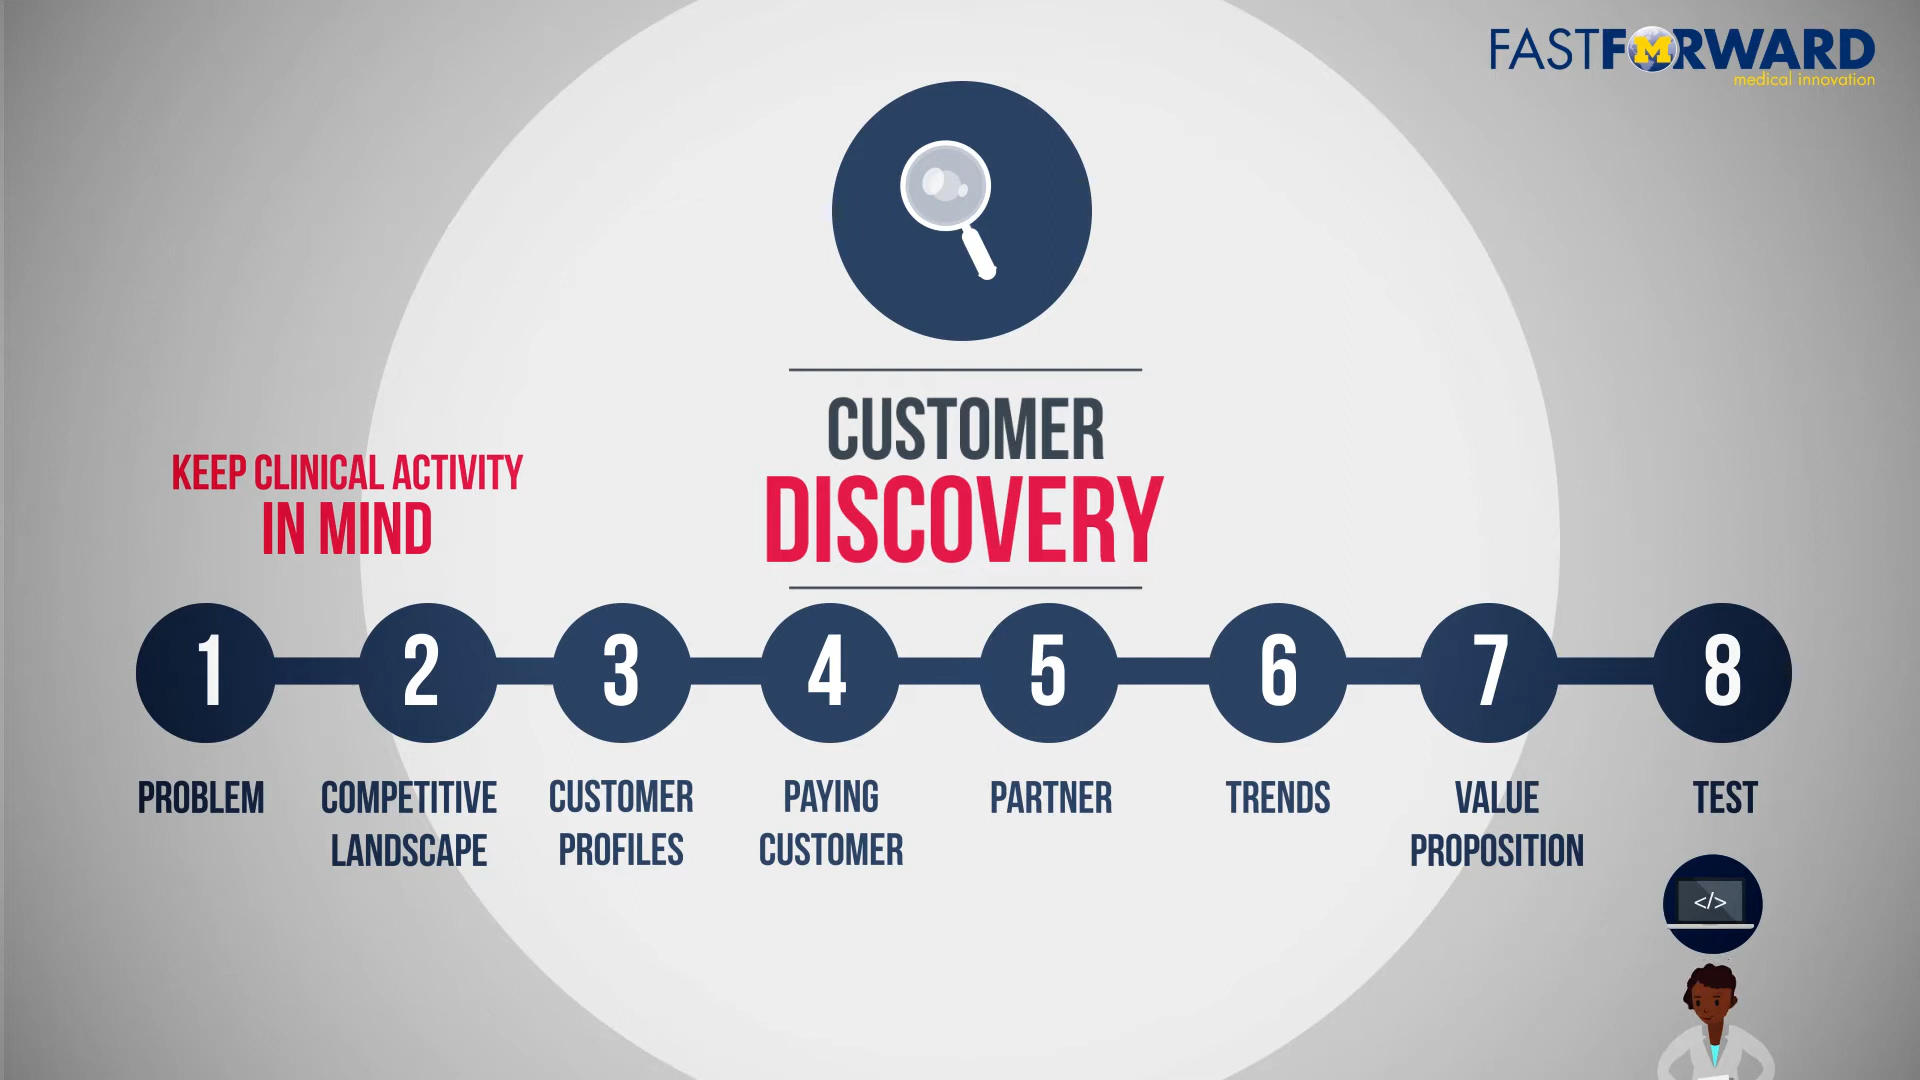 FASTFORWARD
medical innovation
CUSTOMER
DISCOVERY
KEEP CLINICAL ACTIVITY
IN MIND
1 2 3 4 5 6 7 8
PROBLEM
COMPETITIVE
LANDSCAPE
CUSTOMER
PROFILES
PAYING
CUSTOMER
PARTNER
TRENDS
VALUE
PROPOSITION
TEST
</>